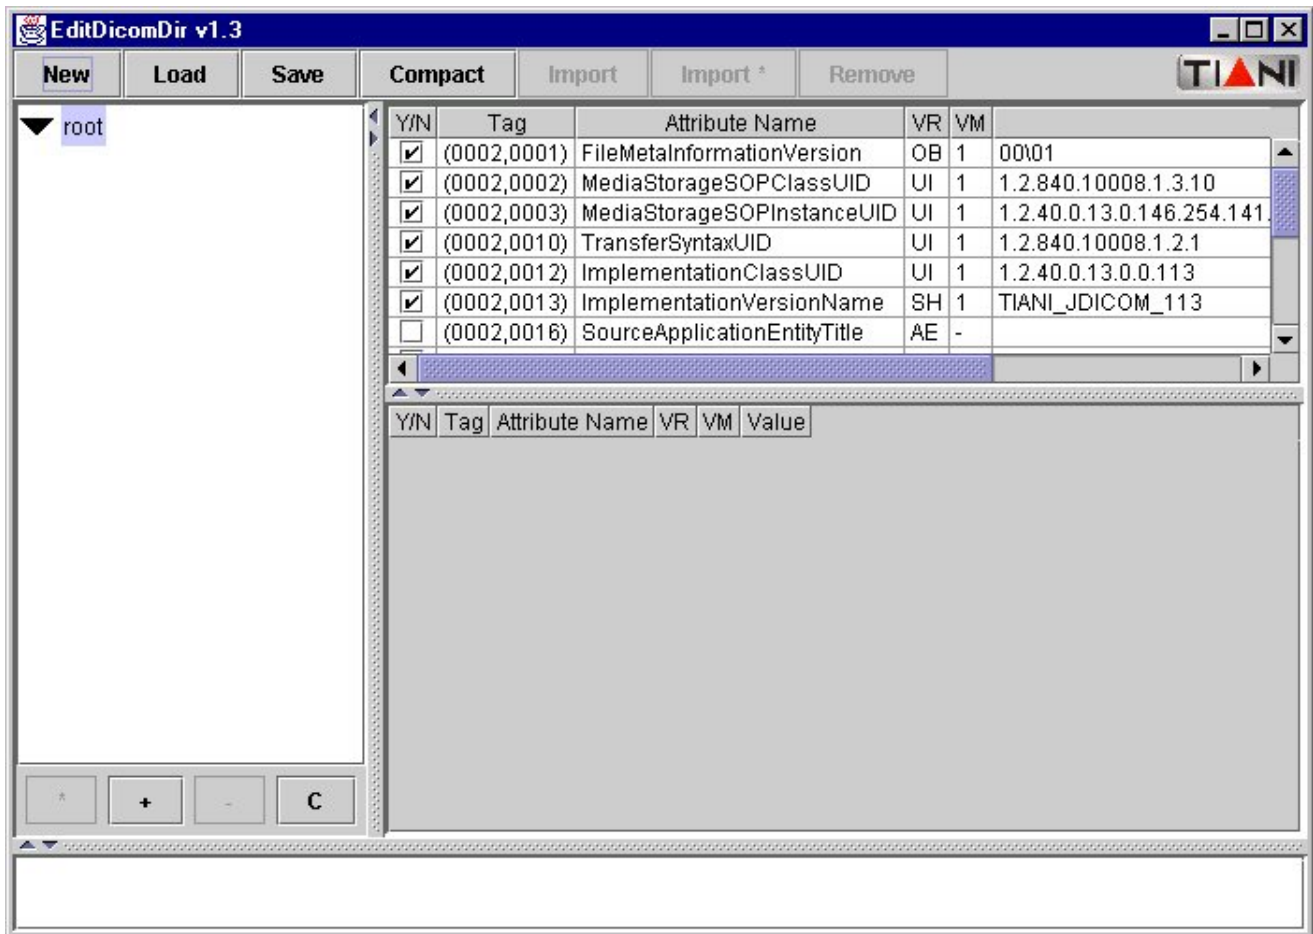 EditDicomDir v1.3
New Load Save Compact Import Import * Remove TIANI
root
Y/N Tag Attribute Name VR VM
(0002,0001) FileMetaInformationVersion OB 1 00\01
(0002,0002) MediaStorageSOPClassUID UI 1 1.2.840.10008.1.3.10
(0002,0003) MediaStorageSOPInstanceUID UI 1 1.2.40.0.13.0.146.254.141.
(0002,0010) TransferSyntaxUID UI 1 1.2.840.10008.1.2.1
(0002,0012) ImplementationClassUID UI 1 1.2.40.0.13.0.0.113
(0002,0013) ImplementationVersionName SH 1 TIANI_JDICOM_113
(0002,0016) SourceApplicationEntityTitle AE -
Y/N Tag Attribute Name VR VM Value
* + - C